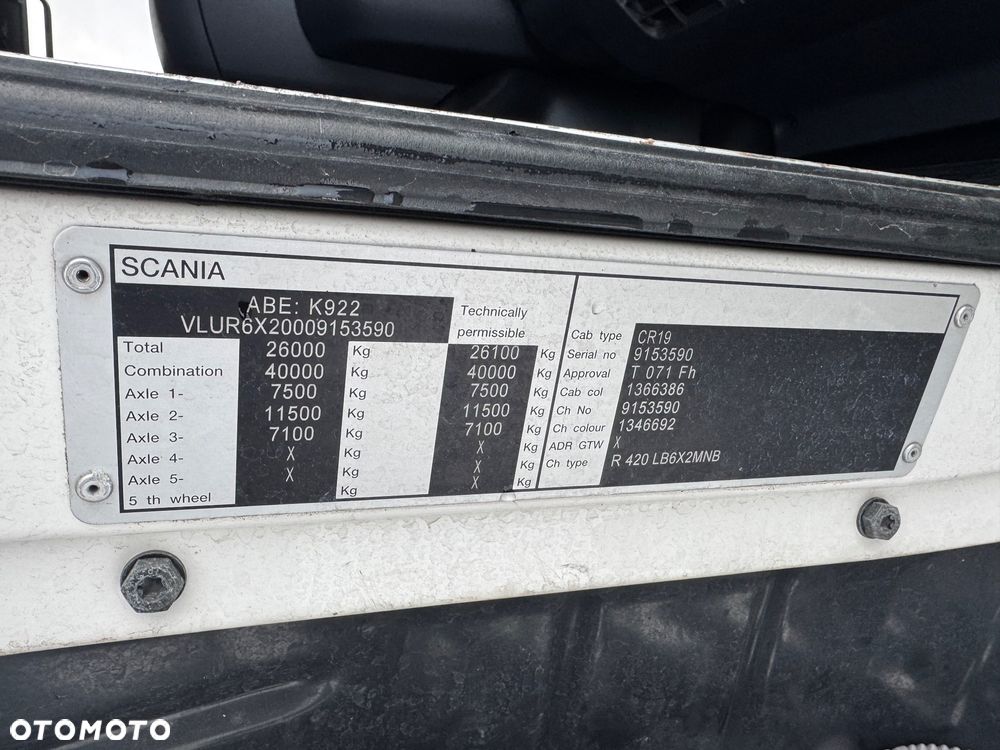 SCANIA
ABE: K922
VLUR6X20009153590
Technically
permissible
Total 26000 Kg 26100 Kg
Combination 40000 Kg 40000 Kg
Axle 1- 7500 Kg 7500 Kg
Axle 2- 11500 Kg 11500 Kg
Axle 3- 7100 Kg 7100 Kg
Axle 4- X Kg X Kg
Axle 5- X Kg X Kg
5 th wheel X Kg X Kg
Cab type CR19
Serial no 9153590
Approval T 071 Fh
Cab col 1366386
Ch No 9153590
Ch colour 1346692
ADR GTW X
Ch type R 420 LB6X2MNB
OTOMOTO